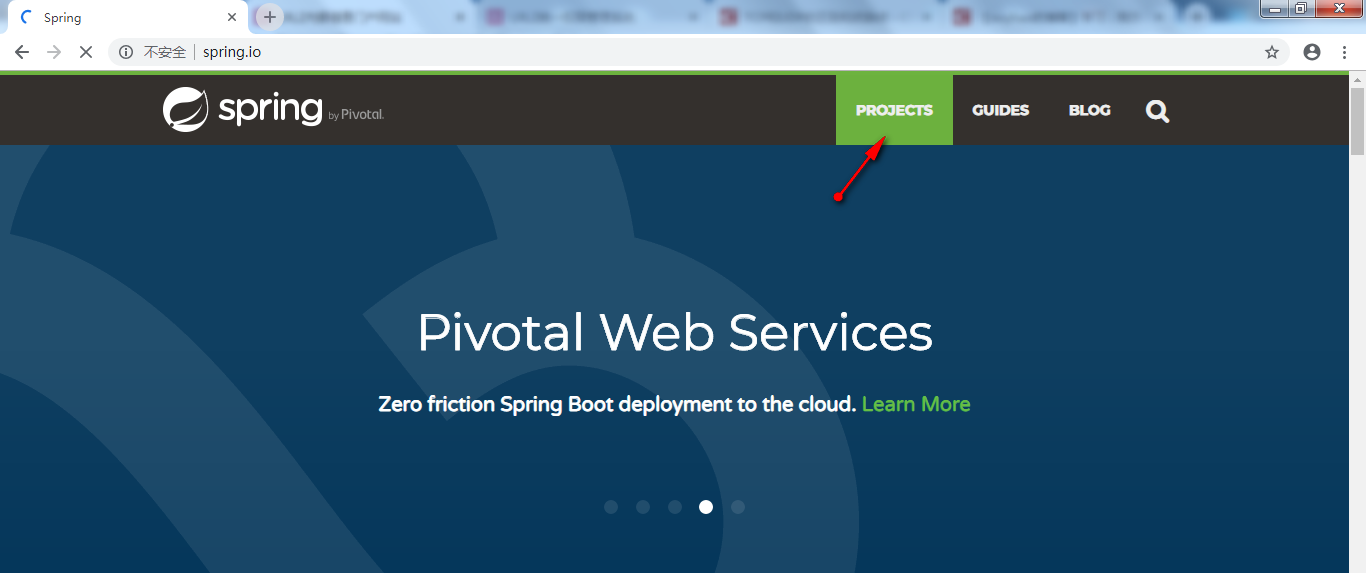 Spring
不安全 spring.io
spring by Pivotal. PROJECTS GUIDES BLOG
Pivotal Web Services
Zero friction Spring Boot deployment to the cloud. Learn More